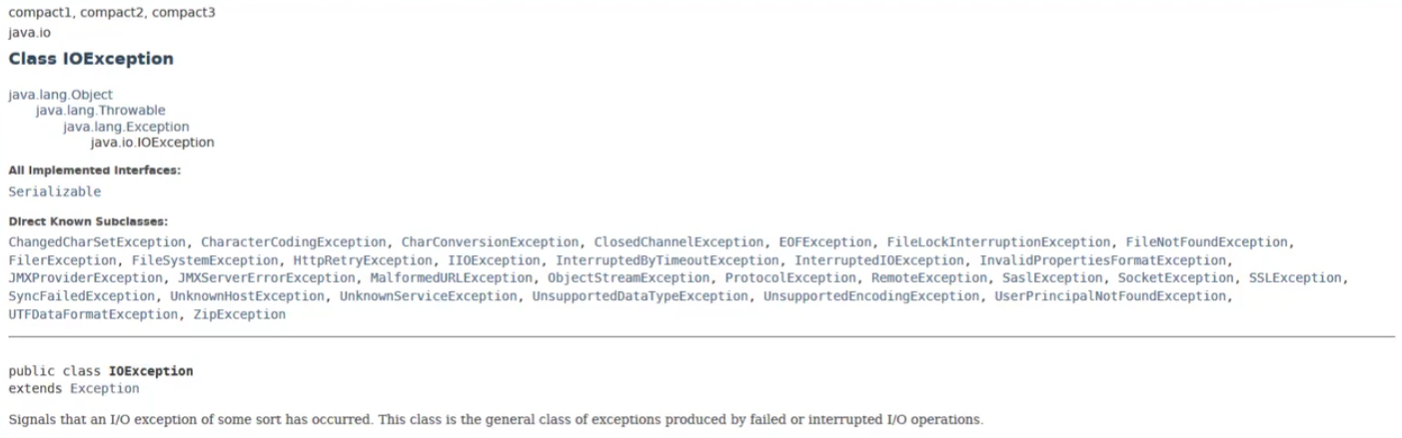 compact1, compact2, compact3
java.io
Class IOException
java.lang.Object
java.lang.Throwable
java.lang.Exception
java.io.IOException
All Implemented Interfaces:
Serializable
Direct Known Subclasses:
ChangedCharSetException, CharacterCodingException, CharConversionException, ClosedChannelException, EOFException, FileLockInterruptionException, FileNotFoundException,
FilerException, FileSystemException, HttpRetryException, IIOException, InterruptedByTimeoutException, InterruptedIOException, InvalidPropertiesFormatException,
JMXProviderException, JMXServerErrorException, MalformedURLException, ObjectStreamException, ProtocolException, RemoteException, SaslException, SocketException, SSLException,
SyncFailedException, UnknownHostException, UnknownServiceException, UnsupportedDataTypeException, UnsupportedEncodingException, UserPrincipalNotFoundException,
UTFDataFormatException, ZipException
public class IOException
extends Exception
Signals that an I/O exception of some sort has occurred. This class is the general class of exceptions produced by failed or interrupted I/O operations.